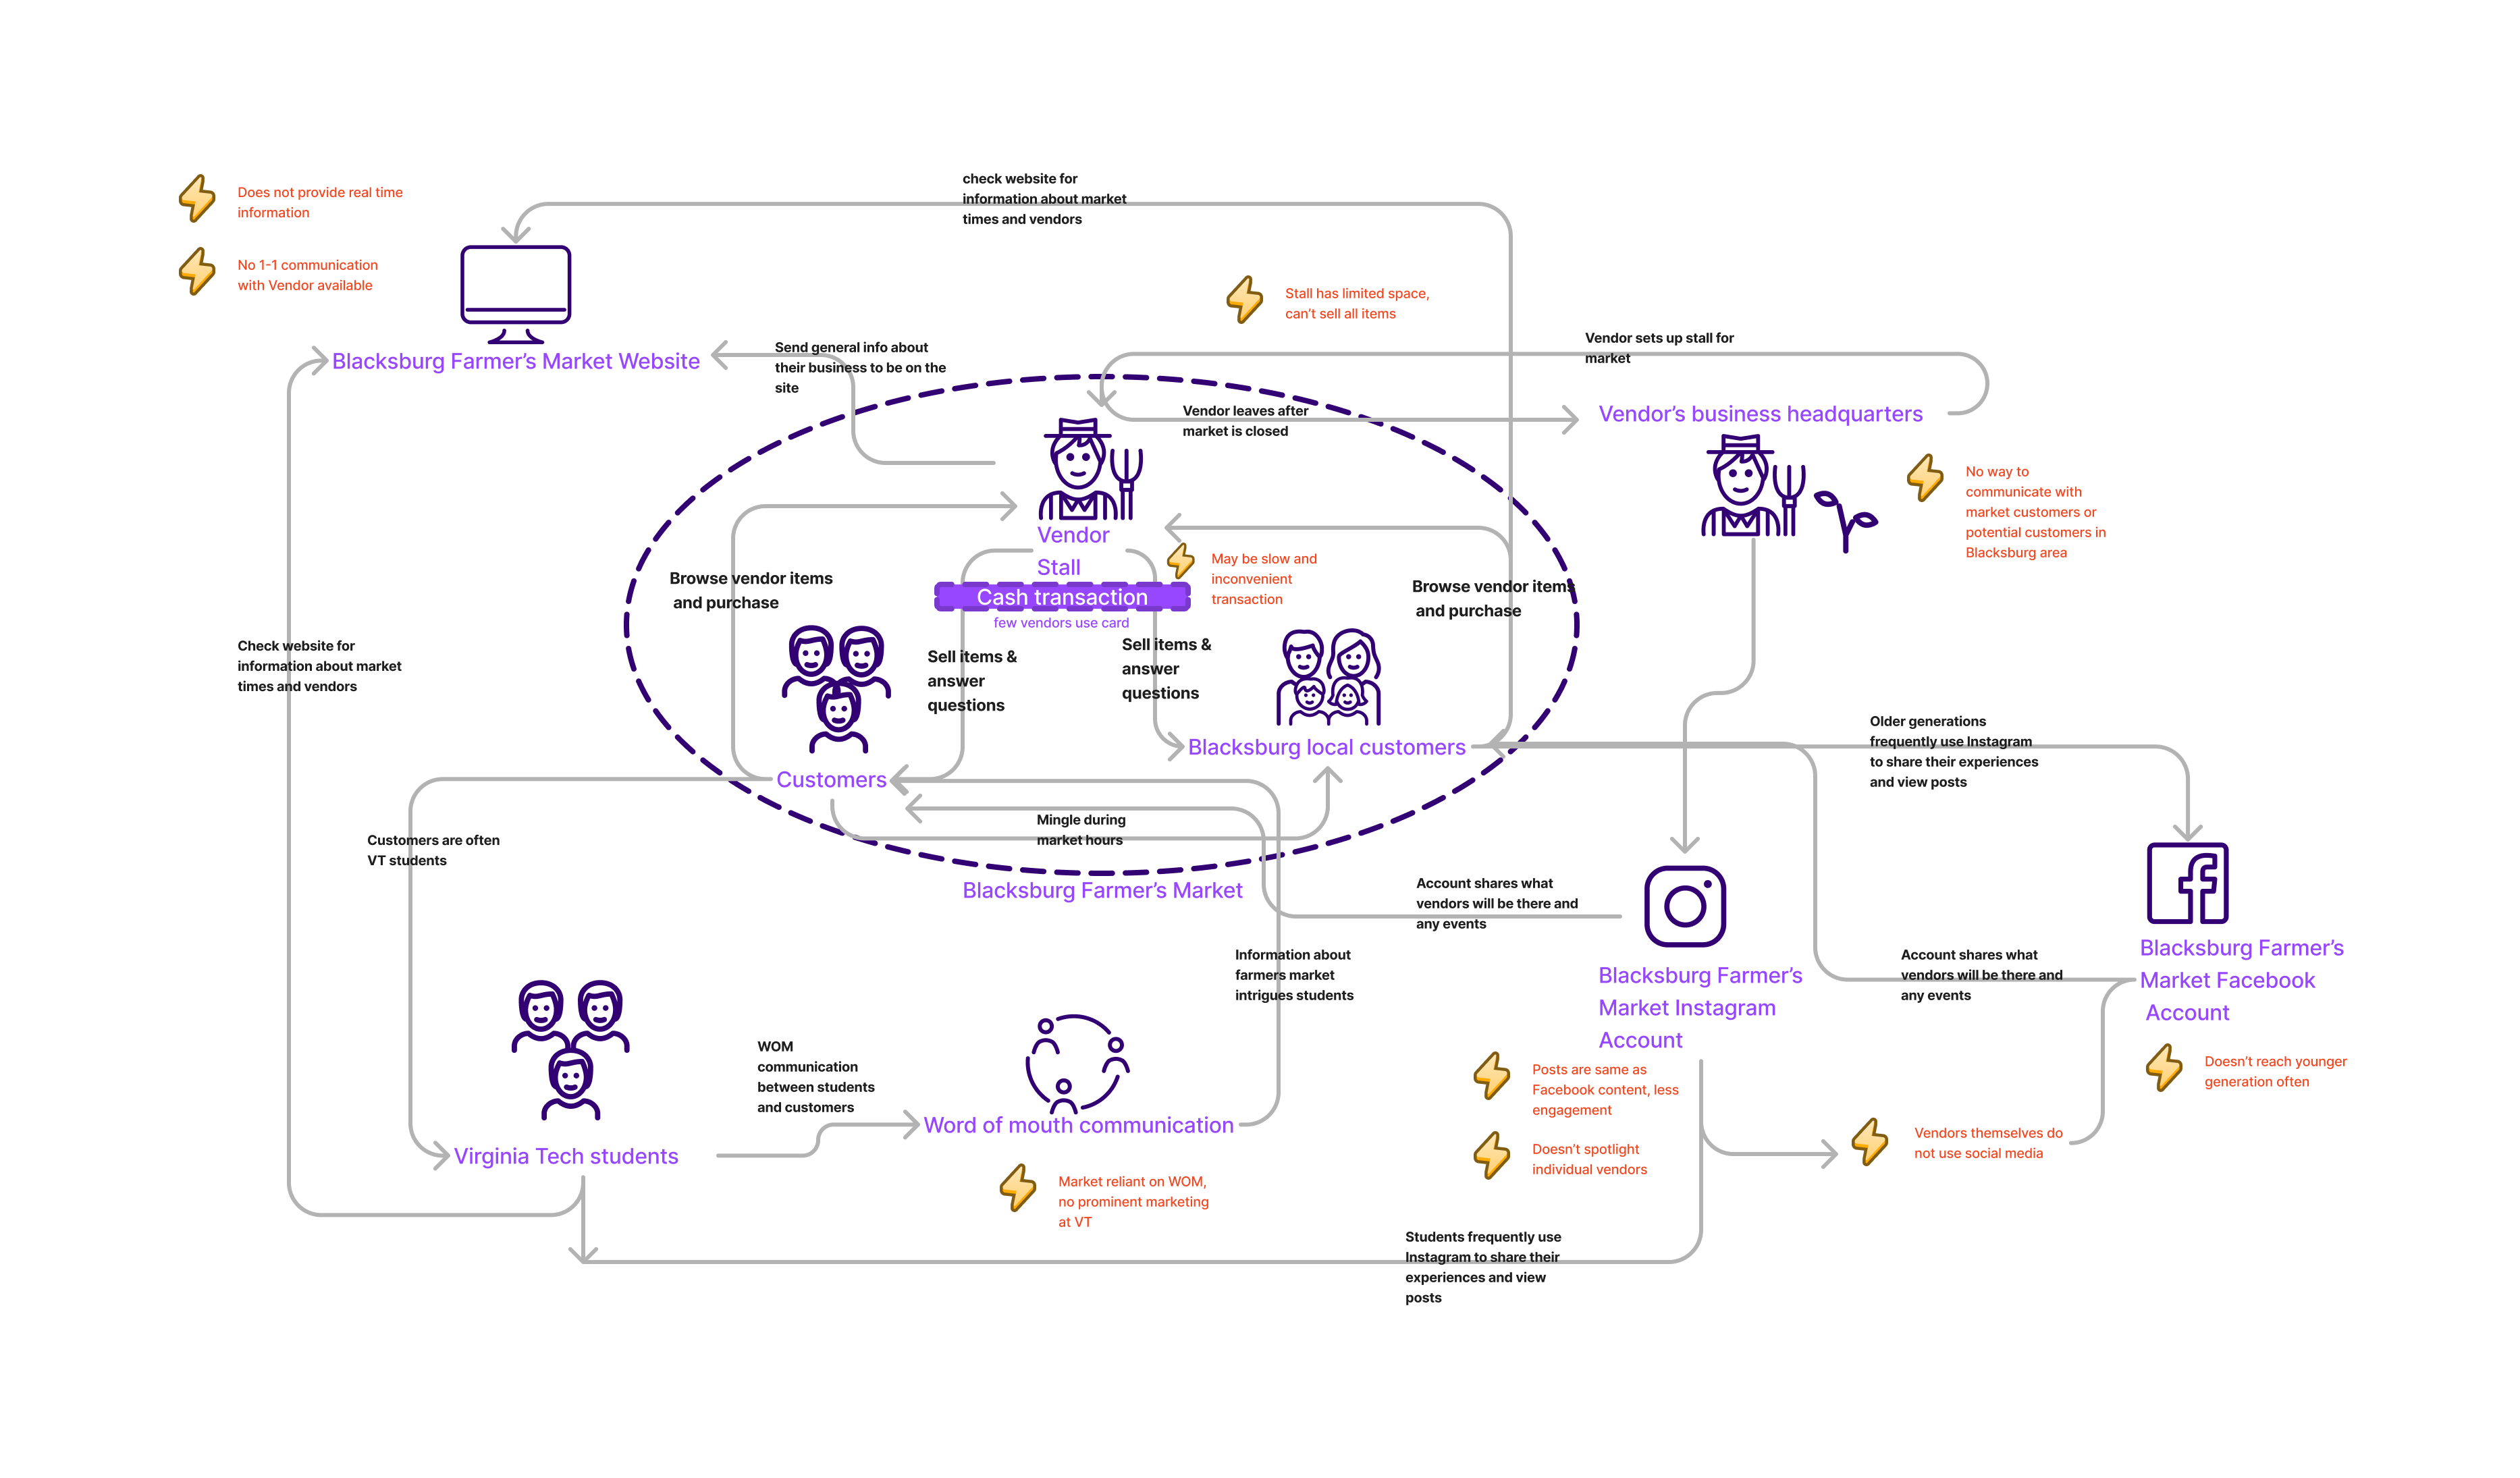 check website for
information about market
times and vendors
Does not provide real time
information
No 1-1 communication
with Vendor available
Stall has limited space,
can't sell all items
Vendor sets up stall for
market
Send general info about
their business to be on the
site
Blacksburg Farmer's Market Website
Vendor leaves after
market is closed
Vendor's business headquarters
No way to
communicate with
market customers or
potential customers in
Blacksburg area
Vendor
Stall
Cash transaction
few vendors use card
May be slow and
inconvenient
transaction
Browse vendor items
and purchase
Browse vendor items
and purchase
Check website for
information about market
times and vendors
Sell items &
answer
questions
Sell items &
answer
questions
Blacksburg local customers
Customers
Older generations
frequently use Instagram
to share their experiences
and view posts
Mingle during
market hours
Customers are often
VT students
Blacksburg Farmer's Market
Account shares what
vendors will be there and
any events
Information about
farmers market
intrigues students
Blacksburg Farmer's
Market Instagram
Account
Account shares what
vendors will be there and
any events
Blacksburg Farmer's
Market Facebook
Account
WOM
communication
between students
and customers
Word of mouth communication
Virginia Tech students
Posts are same as
Facebook content, less
engagement
Doesn't spotlight
individual vendors
Doesn't reach younger
generation often
Vendors themselves do
not use social media
Market reliant on WOM,
no prominent marketing
at VT
Students frequently use
Instagram to share their
experiences and view
posts